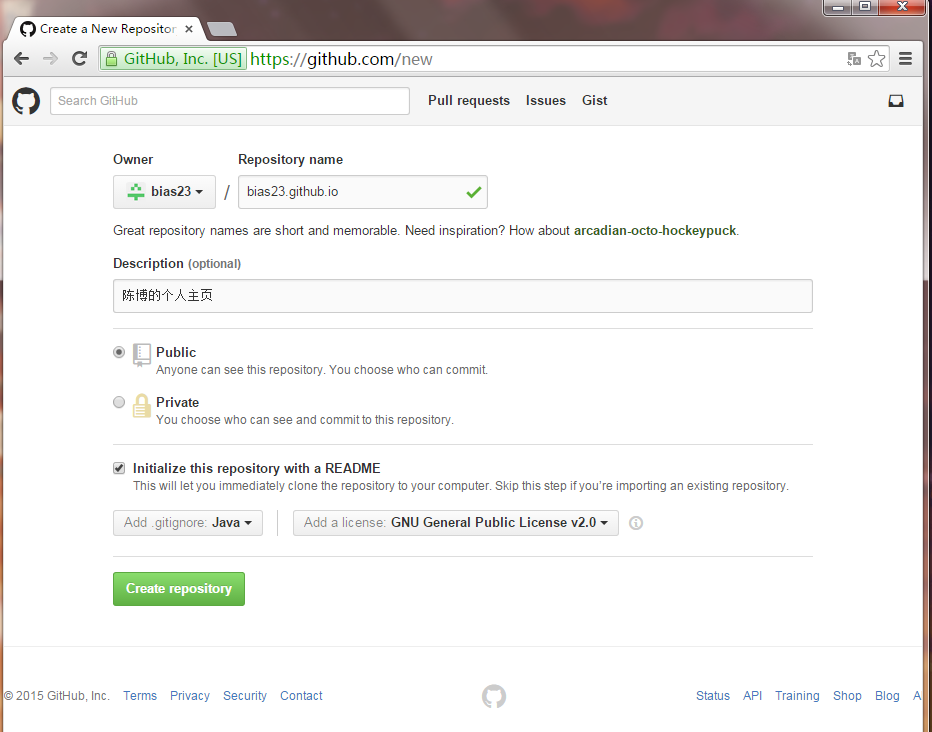 Create a New Repositor
GitHub, Inc. [US] https://github.com/new
Search GitHub
Pull requests Issues Gist
Owner Repository name
bias23 / bias23.github.io
Great repository names are short and memorable. Need inspiration? How about arcadian-octo-hockeypuck.
Description (optional)
陈博的个人主页
Public
Anyone can see this repository. You choose who can commit.
Private
You choose who can see and commit to this repository.
Initialize this repository with a README
This will let you immediately clone the repository to your computer. Skip this step if you’re importing an existing repository.
Add .gitignore: Java Add a license: GNU General Public License v2.0
Create repository
© 2015 GitHub, Inc. Terms Privacy Security Contact Status API Training Shop Blog A